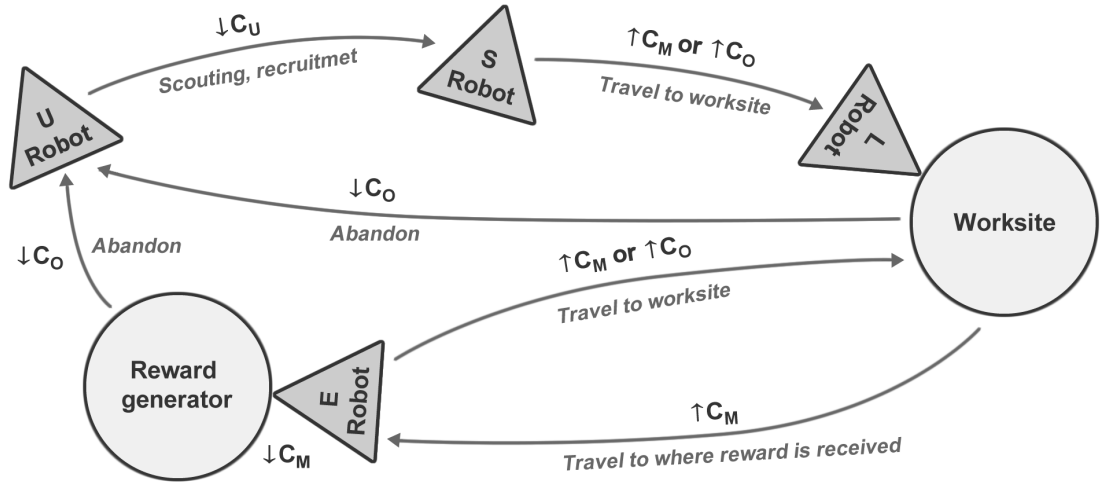 ↓CU
Scouting, recruitmet
U
Robot
S
Robot
↑CM or ↑CO
Travel to worksite
L
Robot
Worksite
↓CO
Abandon
↓CO
Abandon
↑CM or ↑CO
Travel to worksite
Reward
generator
E
Robot
↓CM
↑CM
Travel to where reward is received